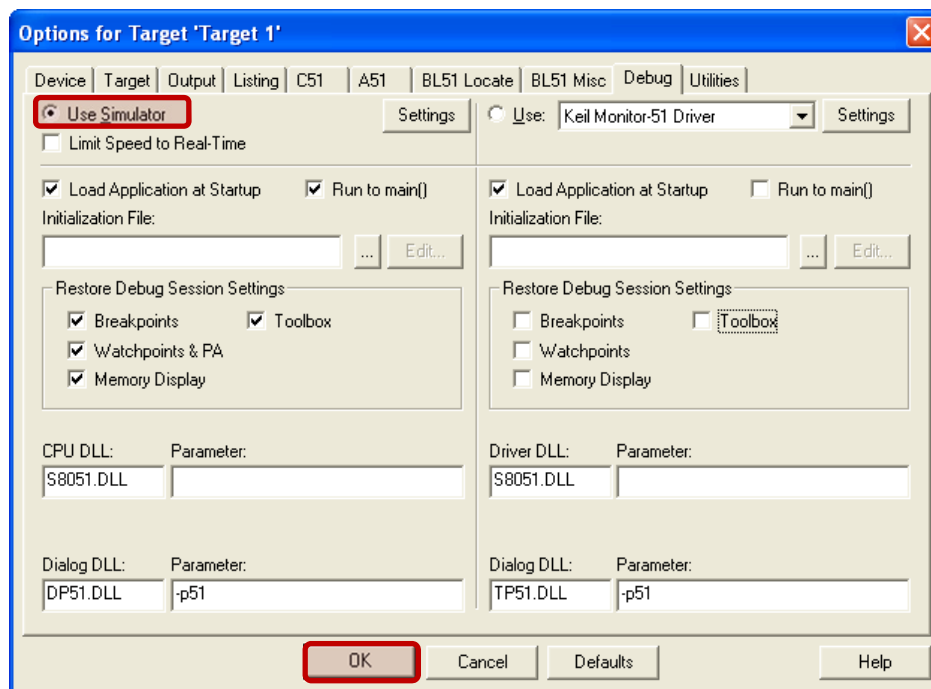 Options for Target 'Target 1'
Device Target Output Listing C51 A51 BL51 Locate BL51 Misc Debug Utilities
Use Simulator Settings Use: Keil Monitor-51 Driver Settings
Limit Speed to Real-Time
Load Application at Startup Run to main() Load Application at Startup Run to main()
Initialization File: Initialization File:
... Edit... ... Edit...
Restore Debug Session Settings Restore Debug Session Settings
Breakpoints Toolbox Breakpoints Toolbox
Watchpoints & PA Watchpoints
Memory Display Memory Display
CPU DLL: Parameter: Driver DLL: Parameter:
S8051.DLL S8051.DLL
Dialog DLL: Parameter: Dialog DLL: Parameter:
DP51.DLL -p51 TP51.DLL -p51
OK Cancel Defaults Help